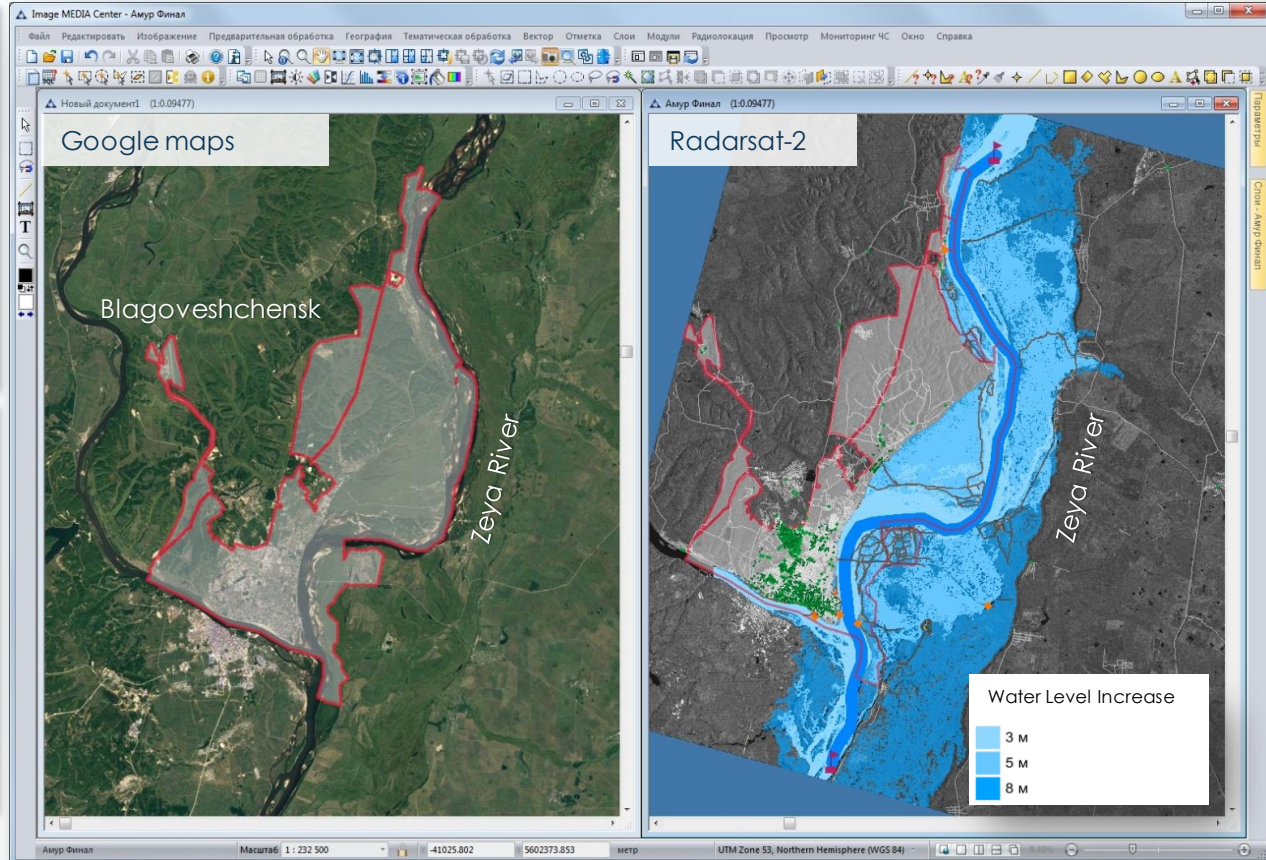 Image MEDIA Center - Амур Финал
Файл Редактировать Изображение Предварительная обработка География Тематическая обработка Вектор Отметка Слои Модули Радиолокация Просмотр Мониторинг ЧС Окно Справка
Новый документ1 (1:0.09477)
Google maps
Blagoveshchensk
Zeya River
Амур Финал (1:0.09477)
Radarsat-2
Zeya River
Water Level Increase
3 м
5 м
8 м
Параметры
Слои - Амур Финал
T
Амур Финал Масштаб 1 : 232 500 -41025.802 5602373.853 метр UTM Zone 53, Northern Hemisphere (WGS 84)